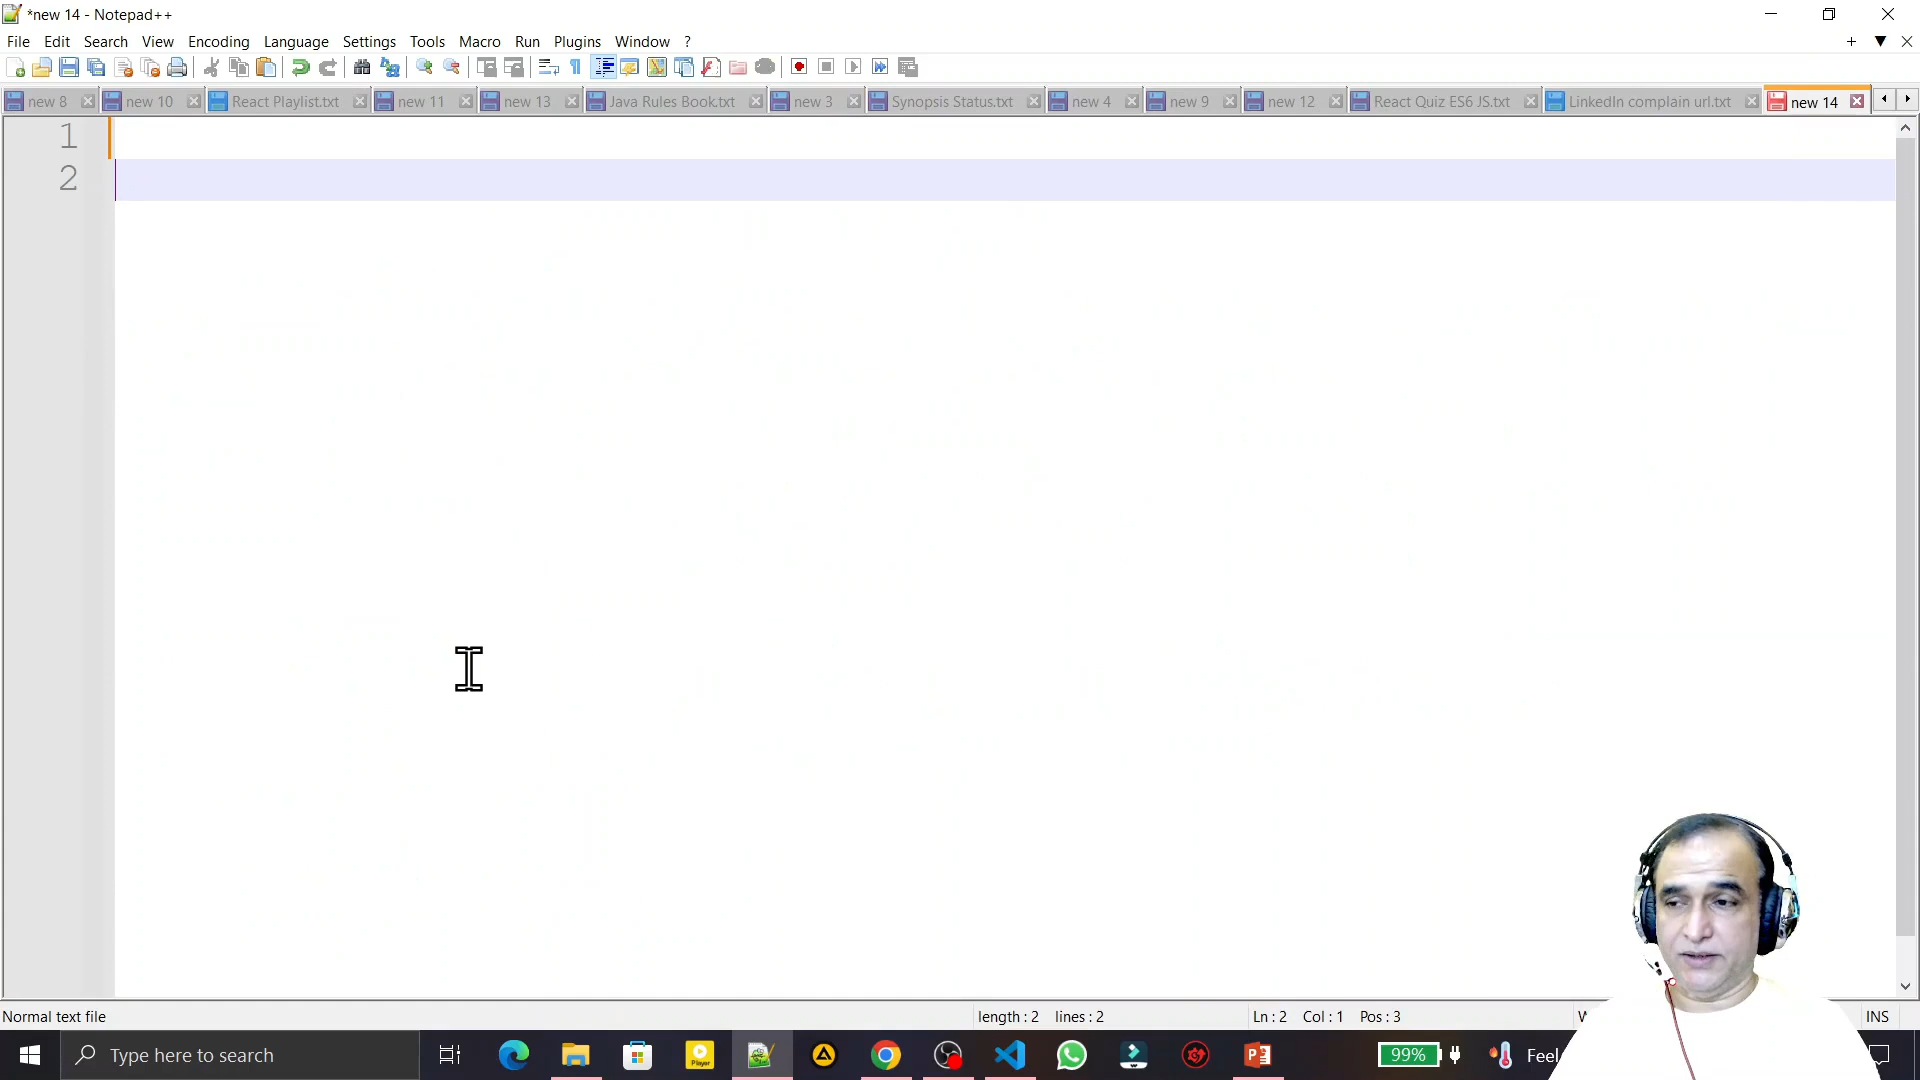 *new 14 - Notepad++
File Edit Search View Encoding Language Settings Tools Macro Run Plugins Window ?
new 8 new 10 React Playlist.txt new 11 new 13 Java Rules Book.txt new 3 Synopsis Status.txt new 4 new 9 new 12 React Quiz ES6 JS.txt LinkedIn complain url.txt new 14
1
2
Normal text file length : 2 lines : 2 Ln : 2 Col : 1 Pos : 3 INS
Type here to search Player 99%